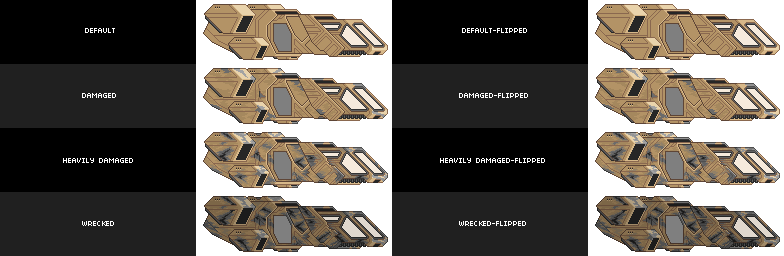 DEFAULT
DEFAULT-FLIPPED
DAMAGED
DAMAGED-FLIPPED
HEAVILY DAMAGED
HEAVILY DAMAGED-FLIPPED
WRECKED
WRECKED-FLIPPED